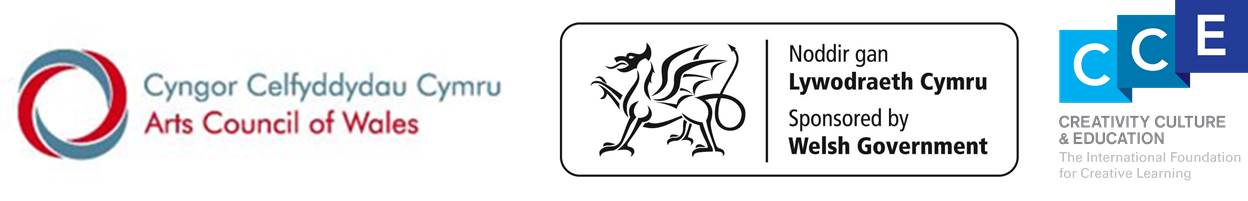 Cyngor Celfyddydau Cymru
Arts Council of Wales
Noddir gan
Lywodraeth Cymru
Sponsored by
Welsh Government
CCE
CREATIVITY CULTURE
& EDUCATION
The International Foundation
for Creative Learning